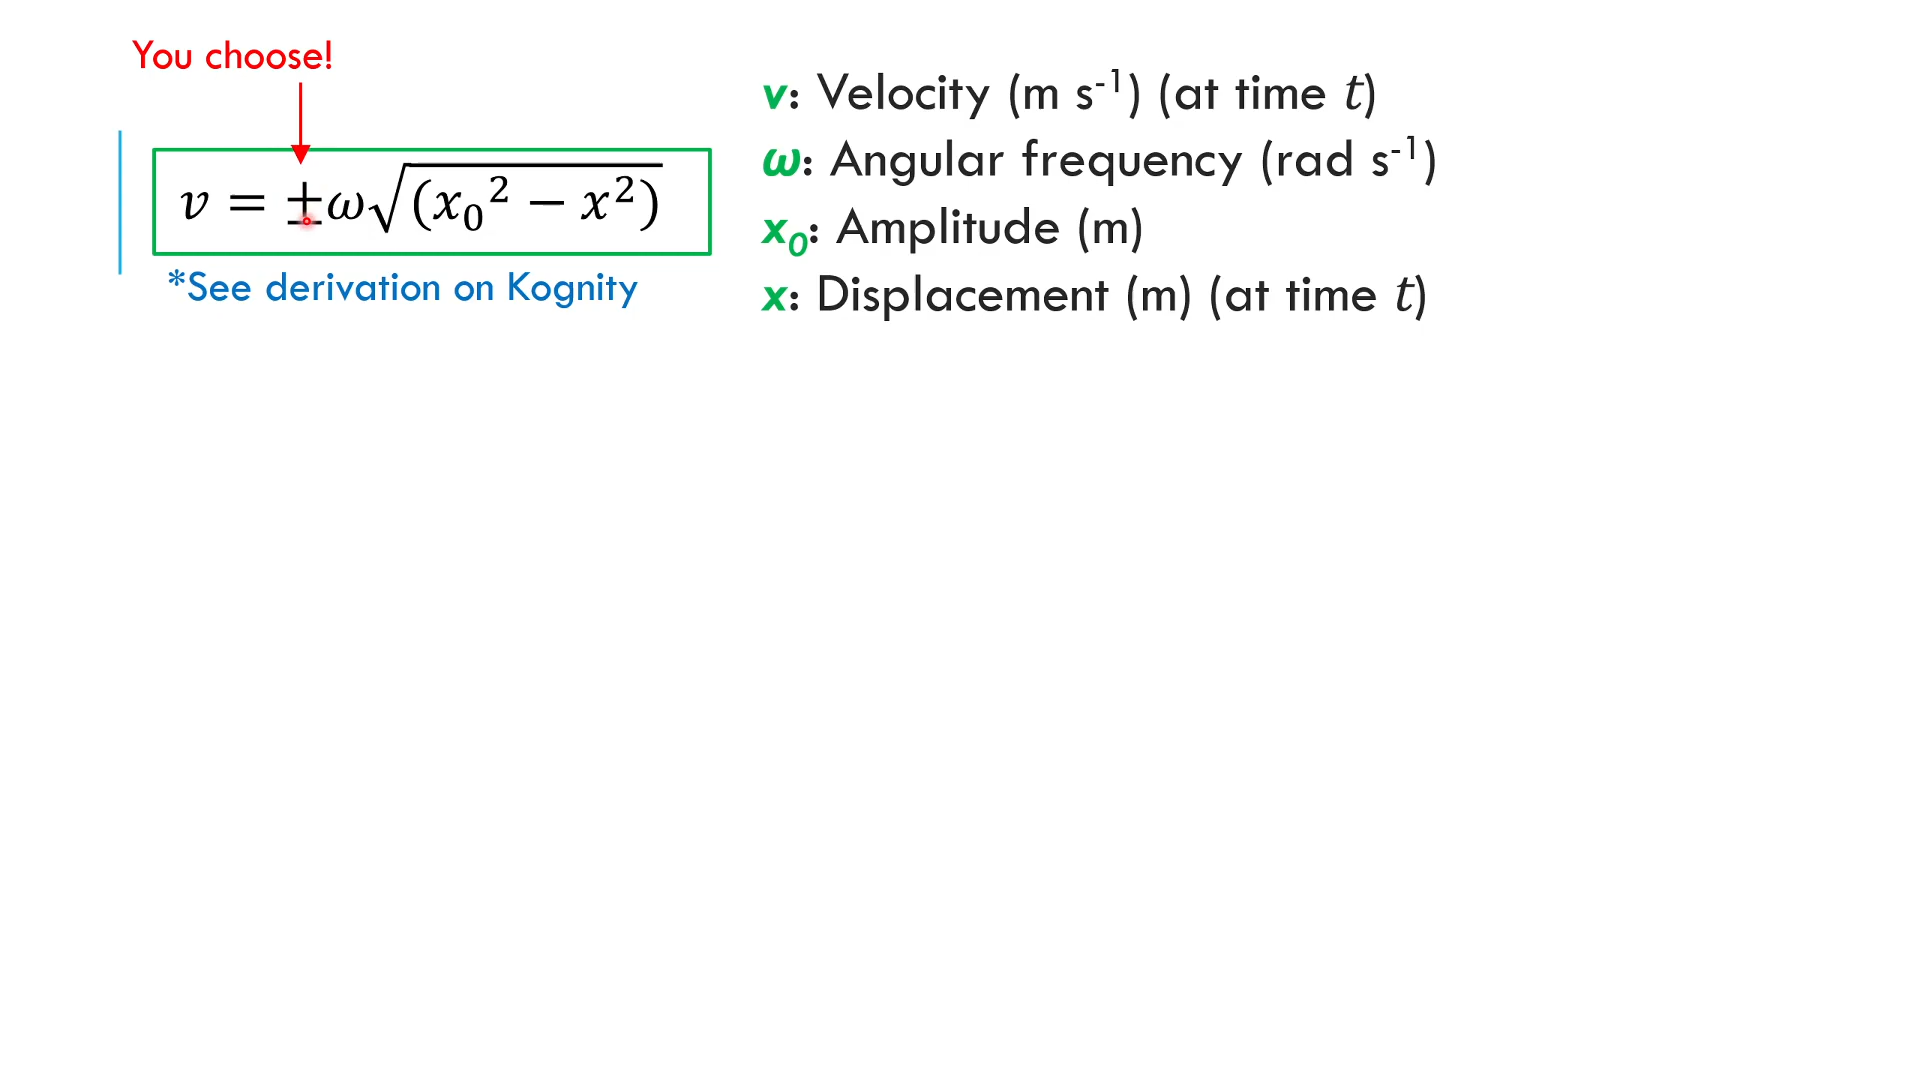 You choose!
v = ±ω√(x₀² − x²)
*See derivation on Kognity
v: Velocity (m s⁻¹) (at time t)
ω: Angular frequency (rad s⁻¹)
x₀: Amplitude (m)
x: Displacement (m) (at time t)